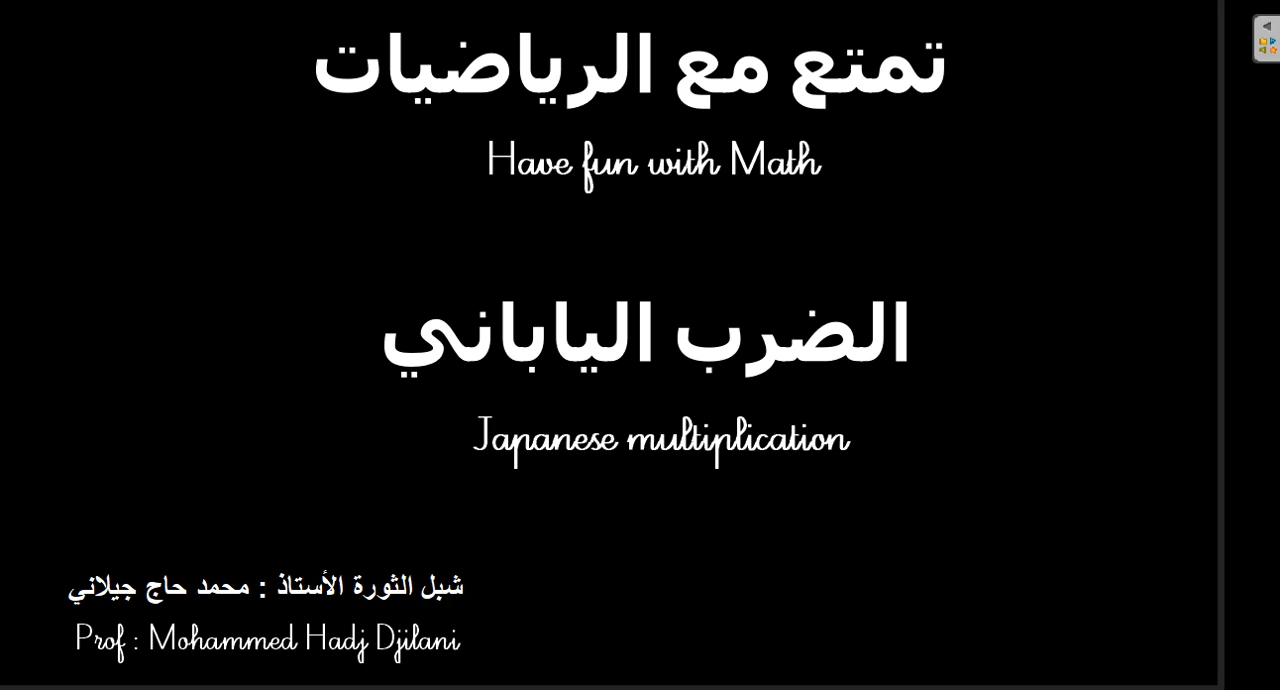 تمتع مع الرياضيات
Have fun with Math
الضرب الياباني
Japanese multiplication
شبل الثورة الأستاذ : محمد حاج جيلاني
Prof : Mohammed Hadj Djilani